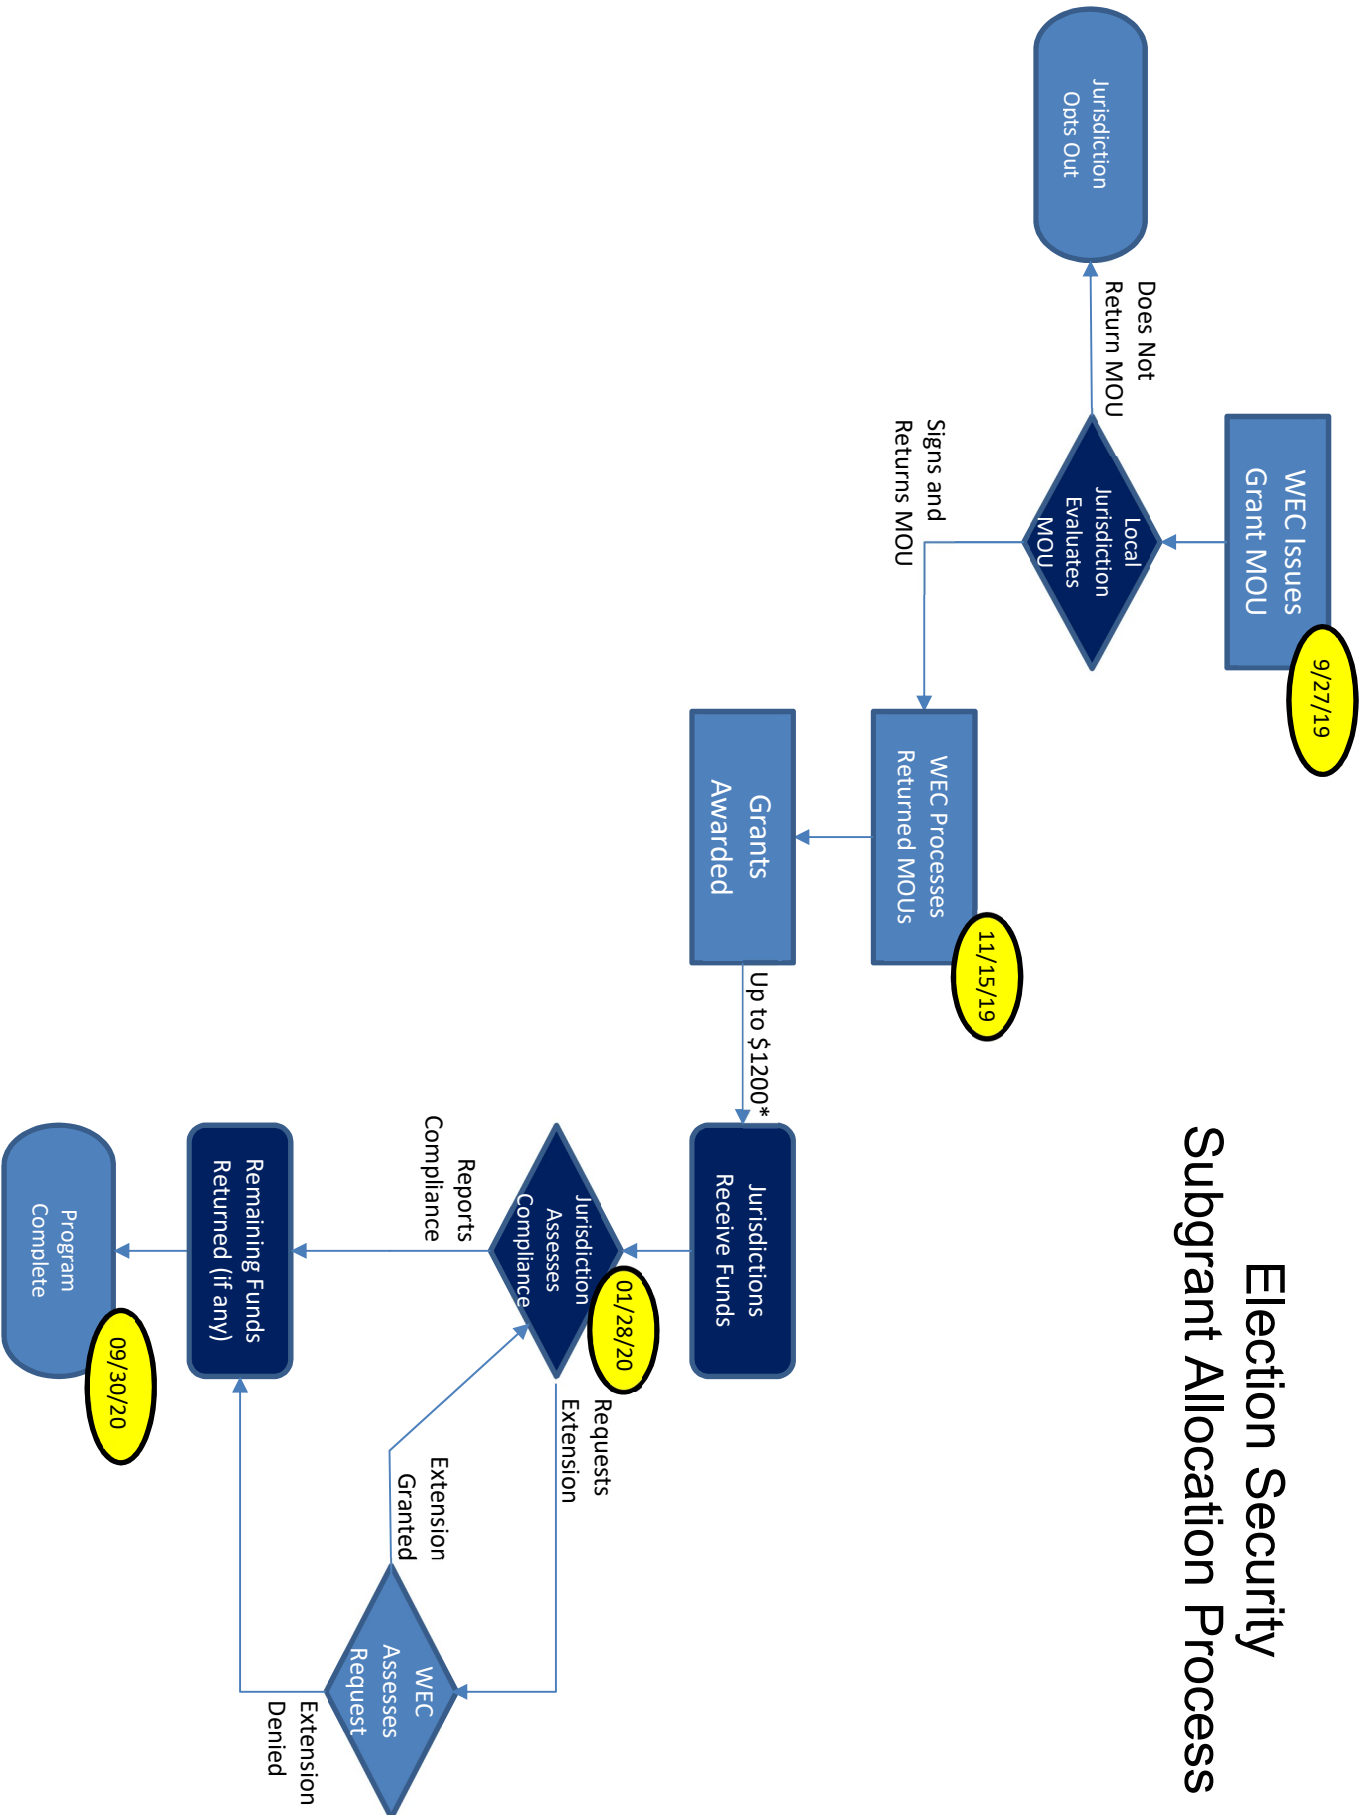 Election Security
Subgrant Allocation Process
WEC Issues
Grant MOU
9/27/19
Local
Jurisdiction
Evaluates
MOU
Does Not
Return MOU
Jurisdiction
Opts Out
Signs and
Returns MOU
WEC Processes
Returned MOUs
11/15/19
Grants
Awarded
Up to $1200*
Jurisdictions
Receive Funds
01/28/20
Jurisdiction
Assesses
Compliance
Requests
Extension
WEC
Assesses
Request
Extension
Granted
Extension
Denied
Reports
Compliance
Remaining Funds
Returned (if any)
Program
Complete
09/30/20